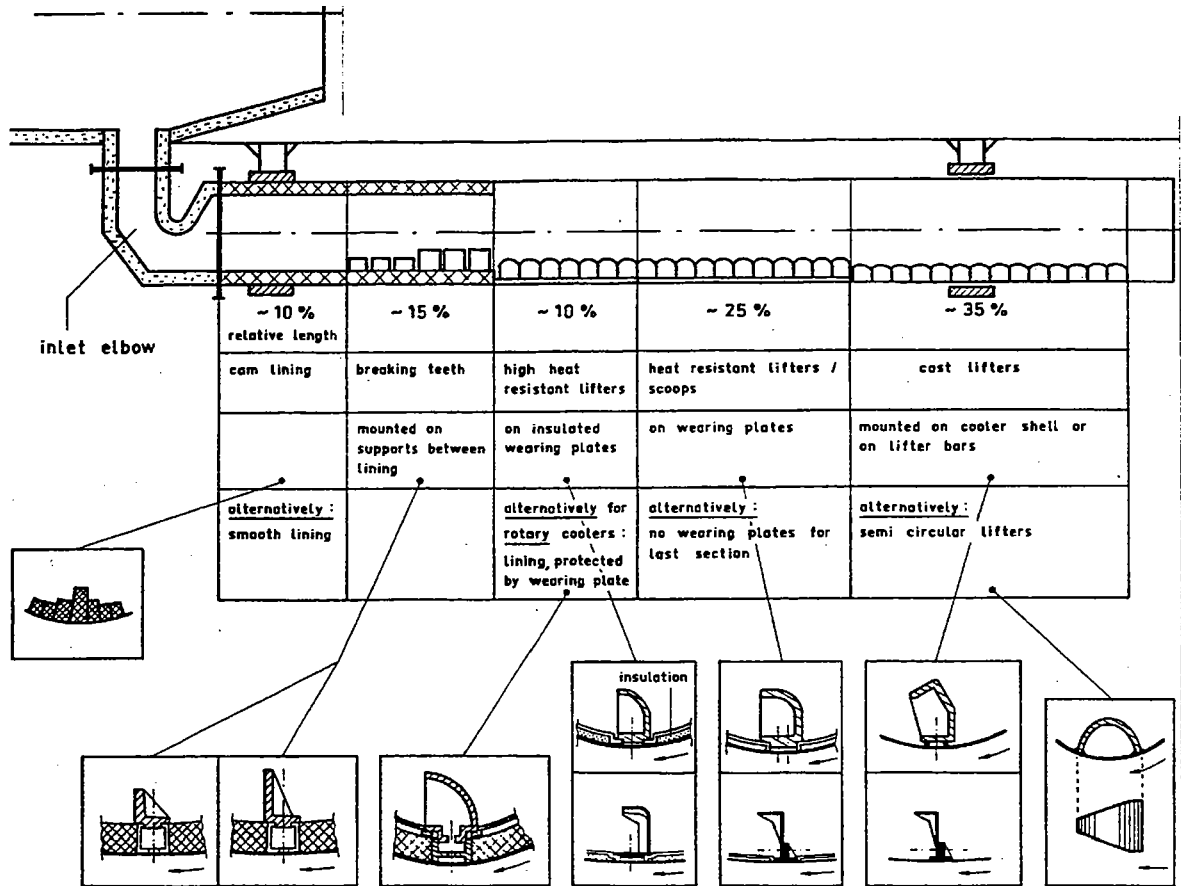 inlet elbow
~ 10 %
relative length
~ 15 %
~ 10 %
~ 25 %
~ 35 %
cam lining
breaking teeth
high heat
resistant lifters
heat resistant lifters /
scoops
cast lifters
mounted on
supports between
lining
on insulated
wearing plates
on wearing plates
mounted on cooler shell or
on lifter bars
alternatively :
smooth lining
alternatively for
rotary coolers :
lining, protected
by wearing plate
alternatively :
no wearing plates for
last section
alternatively :
semi circular lifters
insulation